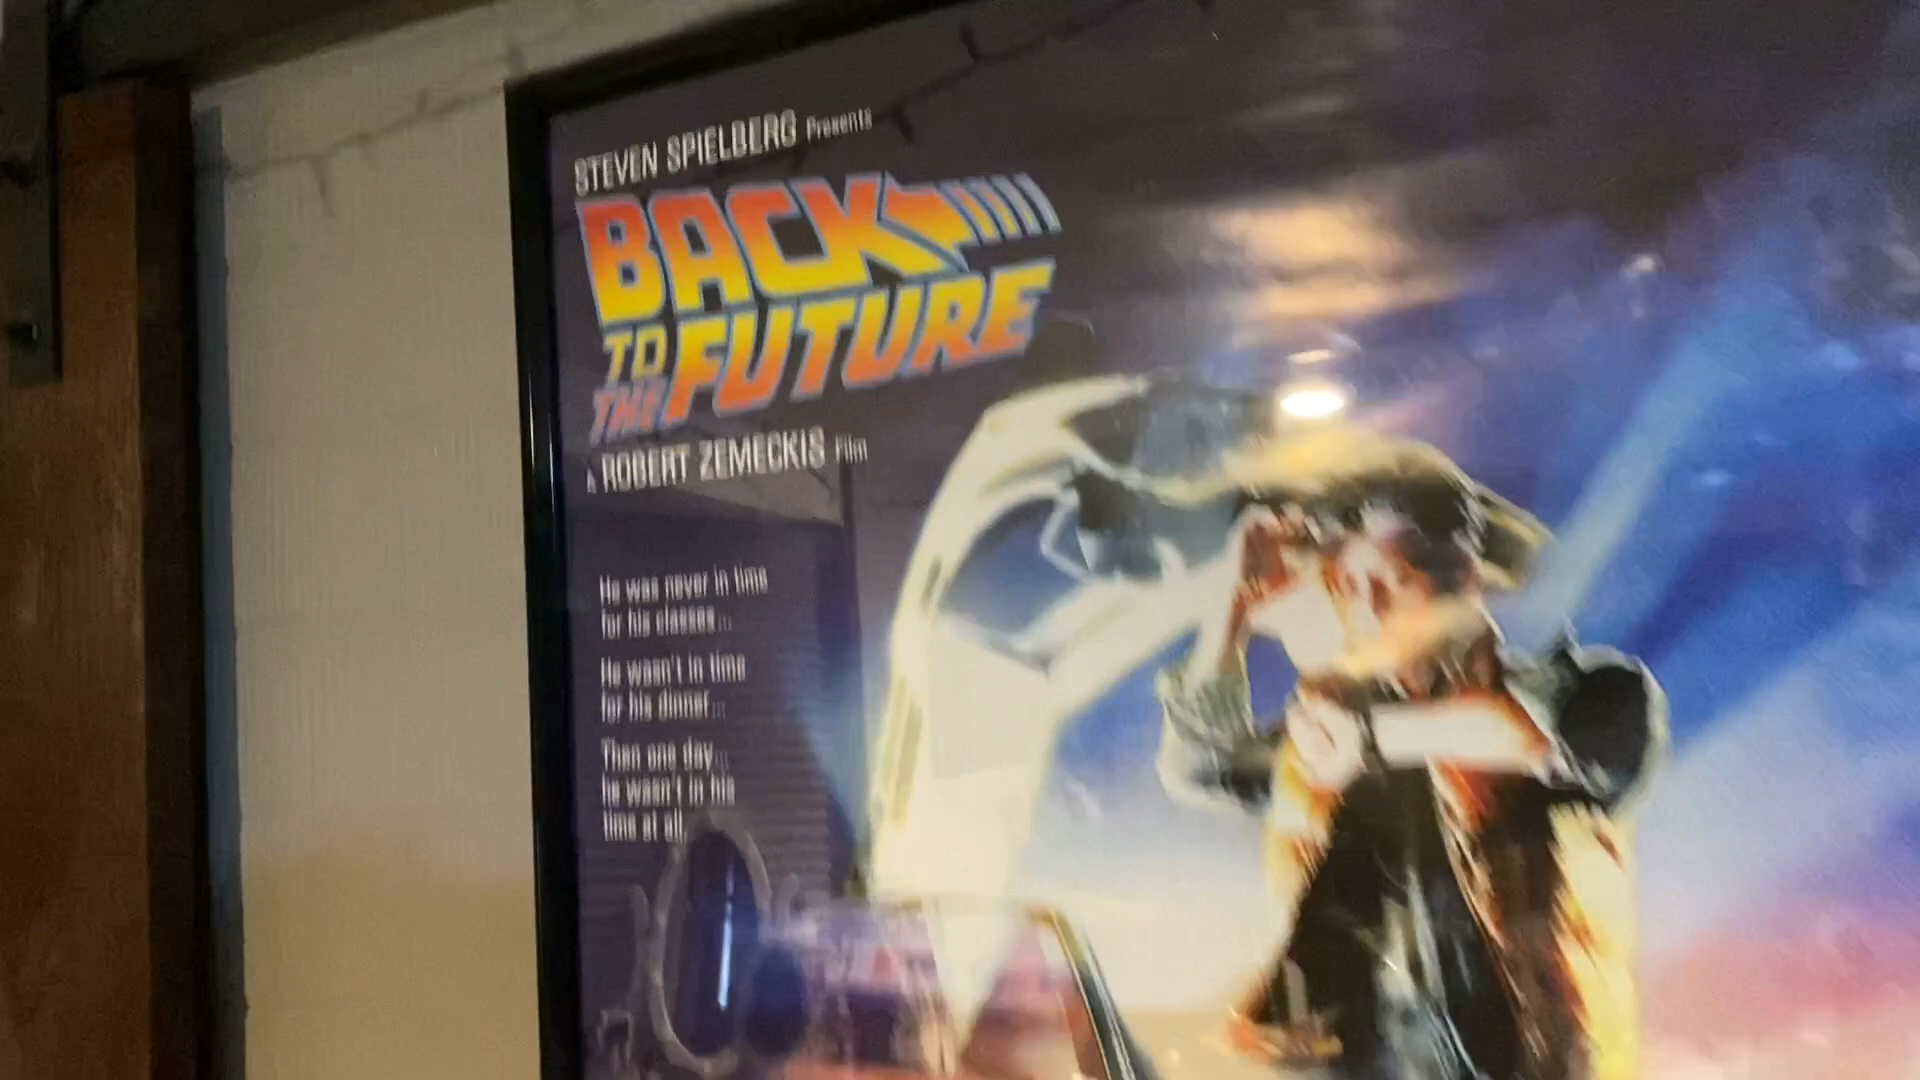 STEVEN SPIELBERG Presents
BACK
TO
THE FUTURE
A ROBERT ZEMECKIS Film
He was never in time
for his classes...
He wasn't in time
for his dinner...
Then one day...
he wasn't in his
time at all.